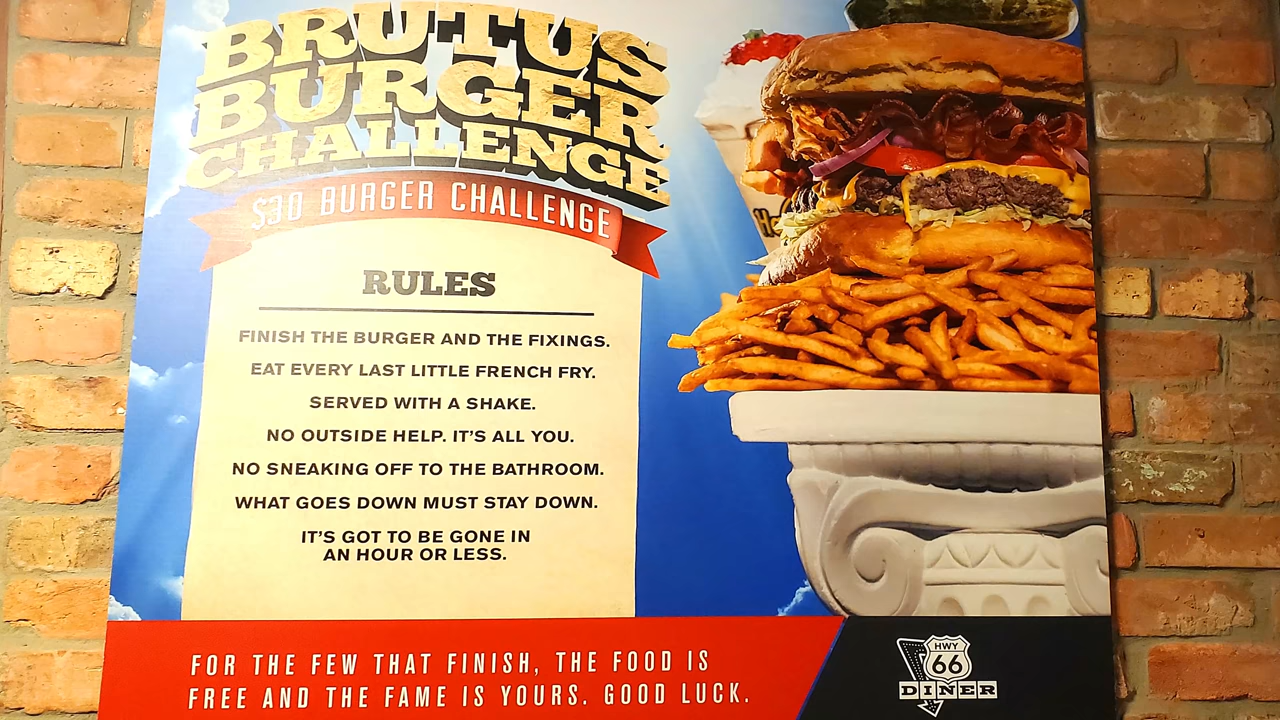 BRUTUS
BURGER
CHALLENGE
$30 BURGER CHALLENGE
RULES
FINISH THE BURGER AND THE FIXINGS.
EAT EVERY LAST LITTLE FRENCH FRY.
SERVED WITH A SHAKE.
NO OUTSIDE HELP. IT'S ALL YOU.
NO SNEAKING OFF TO THE BATHROOM.
WHAT GOES DOWN MUST STAY DOWN.
IT'S GOT TO BE GONE IN
AN HOUR OR LESS.
FOR THE FEW THAT FINISH, THE FOOD IS
FREE AND THE FAME IS YOURS. GOOD LUCK.
HWY
66
DINER